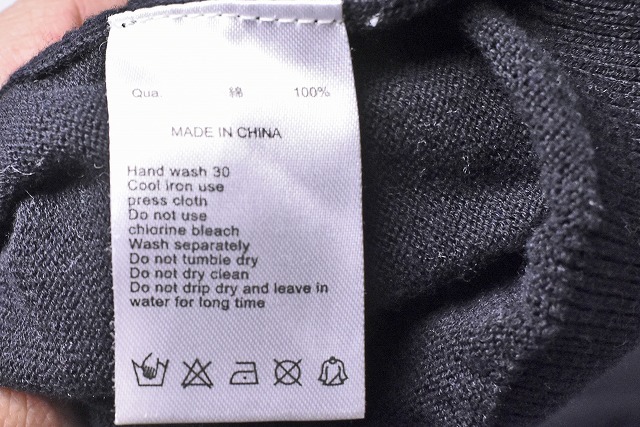 Qua. 綿 100%
MADE IN CHINA
Hand wash 30
Cool iron use
press cloth
Do not use
chlorine bleach
Wash separately
Do not tumble dry
Do not dry clean
Do not drip dry and leave in
water for long time